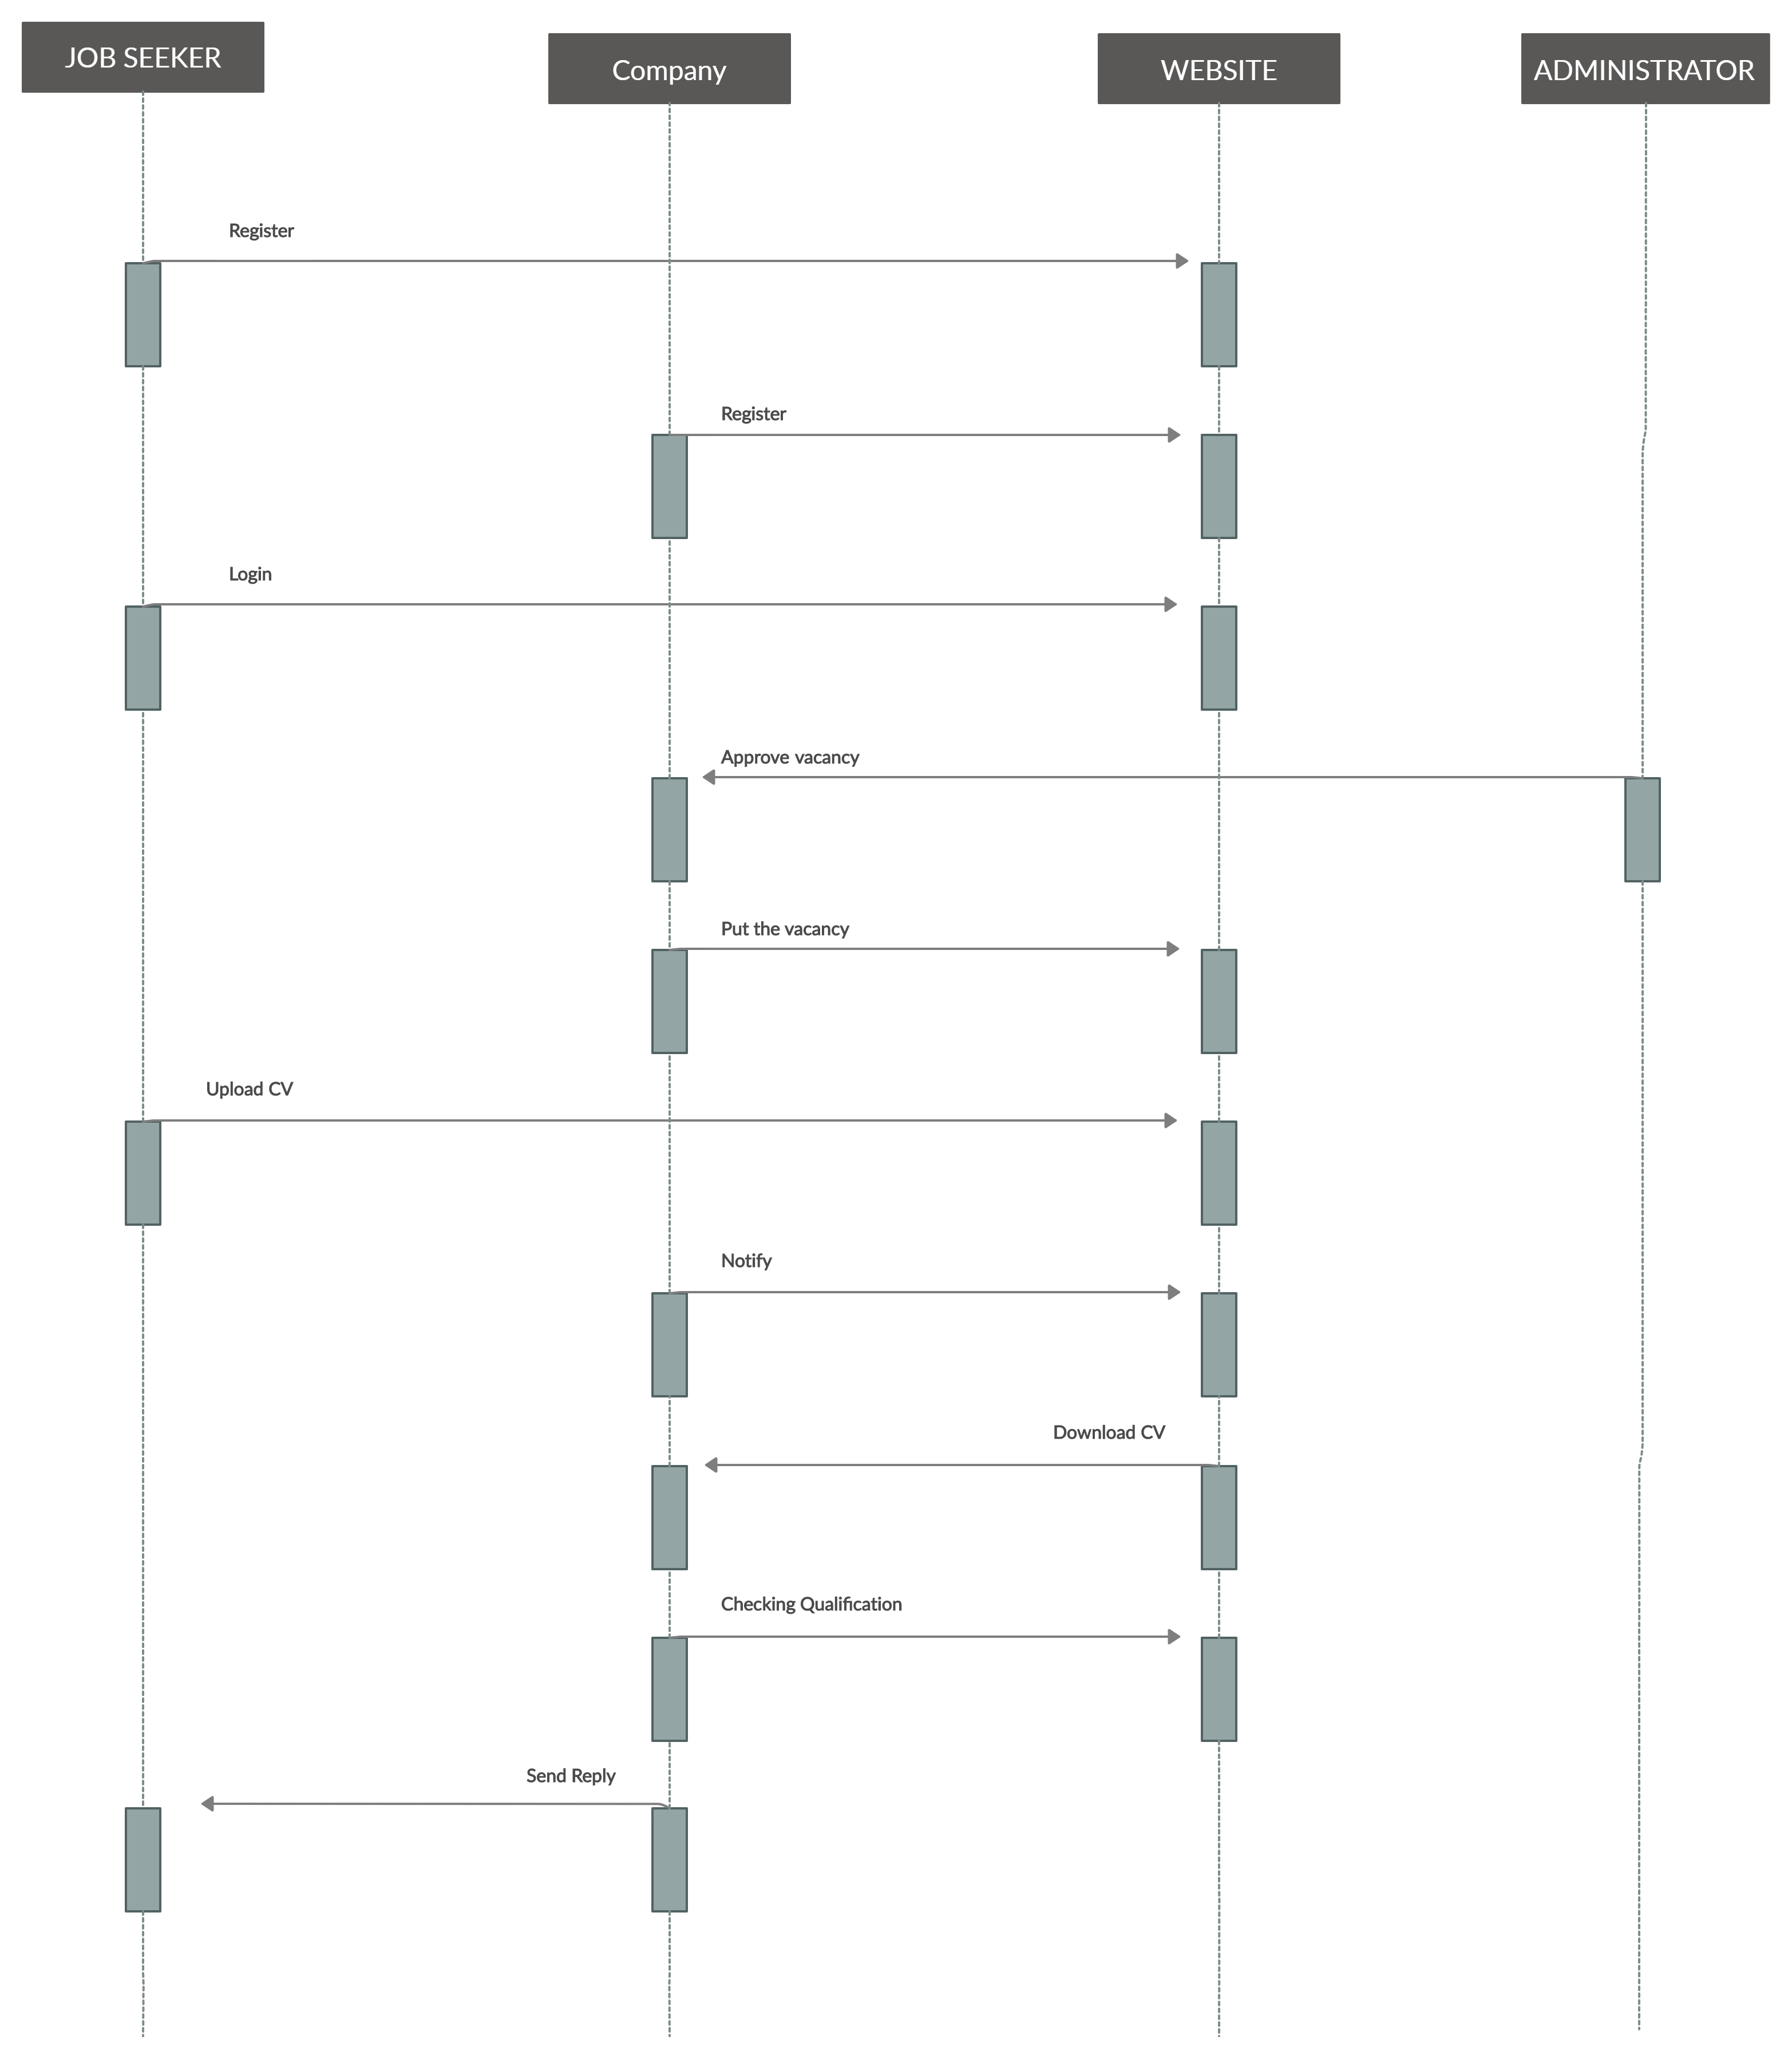 JOB SEEKER
Company
WEBSITE
ADMINISTRATOR
Register
Register
Login
Approve vacancy
Put the vacancy
Upload CV
Notify
Download CV
Checking Qualification
Send Reply